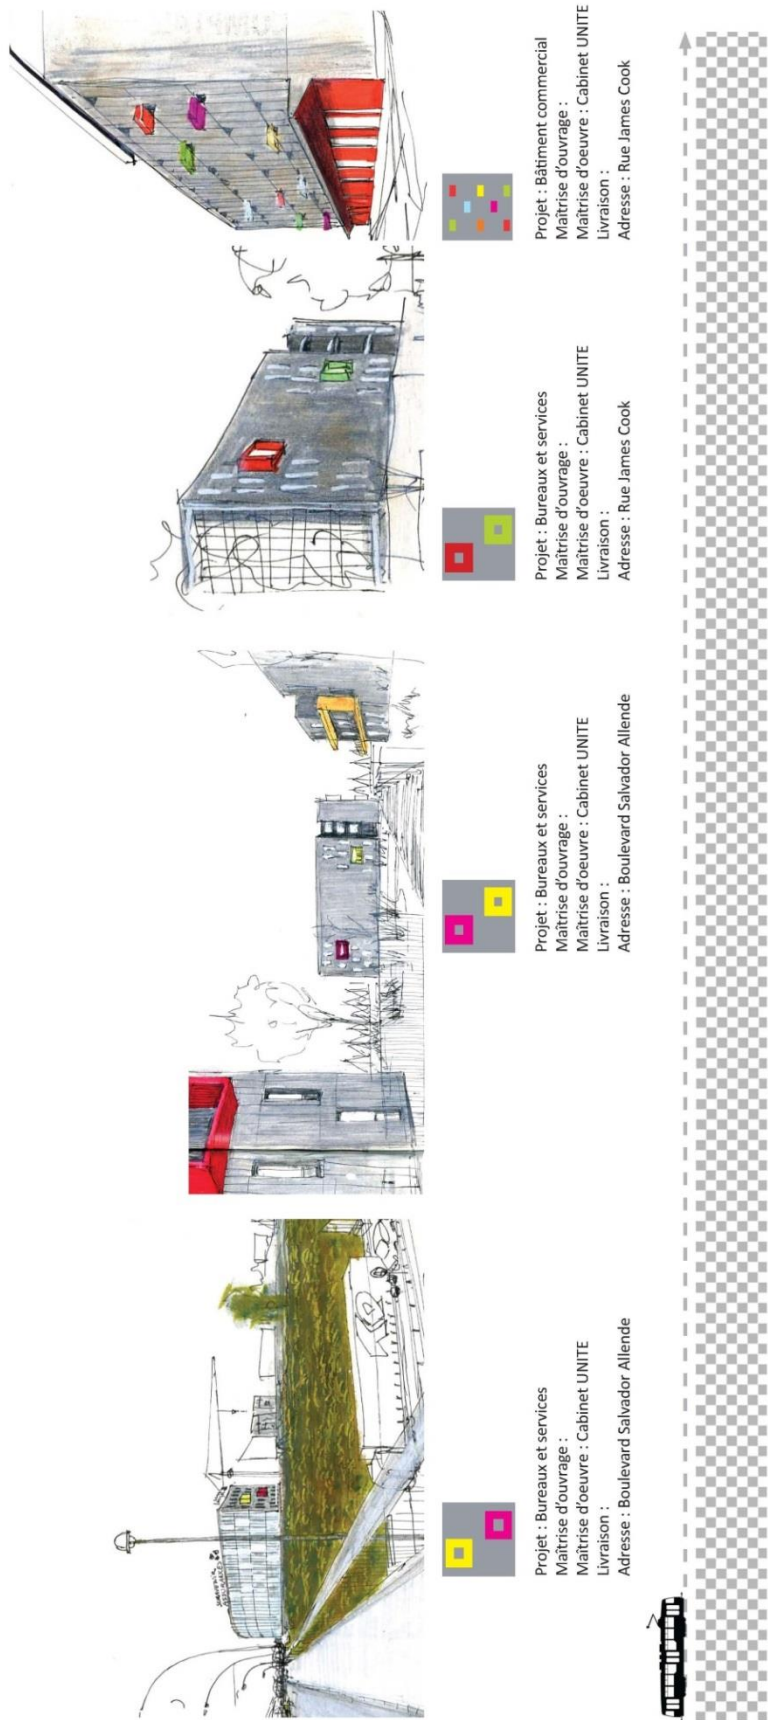 Projet : Bureaux et services
Maîtrise d'ouvrage :
Maîtrise d'oeuvre : Cabinet UNITE
Livraison :
Adresse : Boulevard Salvador Allende
Projet : Bureaux et services
Maîtrise d'ouvrage :
Maîtrise d'oeuvre : Cabinet UNITE
Livraison :
Adresse : Boulevard Salvador Allende
Projet : Bureaux et services
Maîtrise d'ouvrage :
Maîtrise d'oeuvre : Cabinet UNITE
Livraison :
Adresse : Rue James Cook
Projet : Bâtiment commercial
Maîtrise d'ouvrage :
Maîtrise d'oeuvre : Cabinet UNITE
Livraison :
Adresse : Rue James Cook